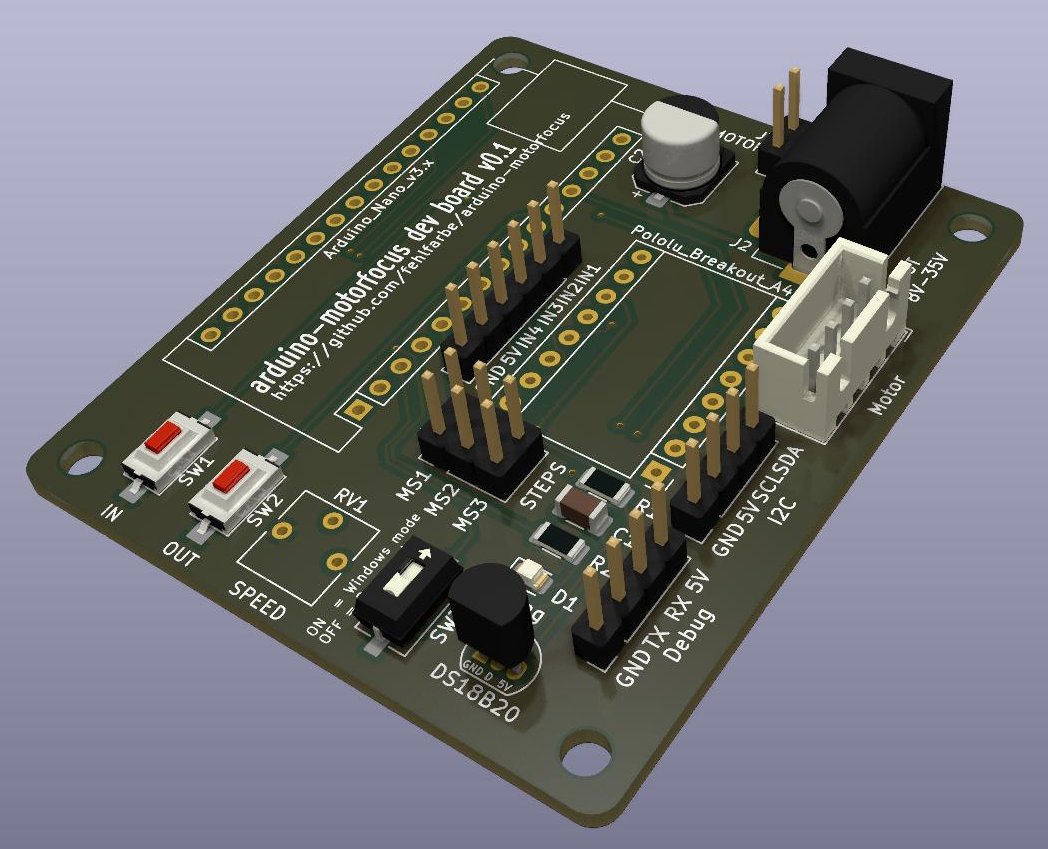 Arduino_Nano_v3.x
arduino-motorfocus dev board v0.1
https://github.com/fehlfarbe/arduino-motorfocus
J2
Pololu_Breakout_A4
8V-35V
Motor
5V IN4 IN3 IN2 IN1
MS1
MS2
MS3
STEPS
GND 5V SCL SDA
I2C
GND TX RX 5V
Debug
SW1
IN
SW2
OUT
RV1
SPEED
Windows mode
ON =
OFF =
D1
GND D 5V
DS18B20